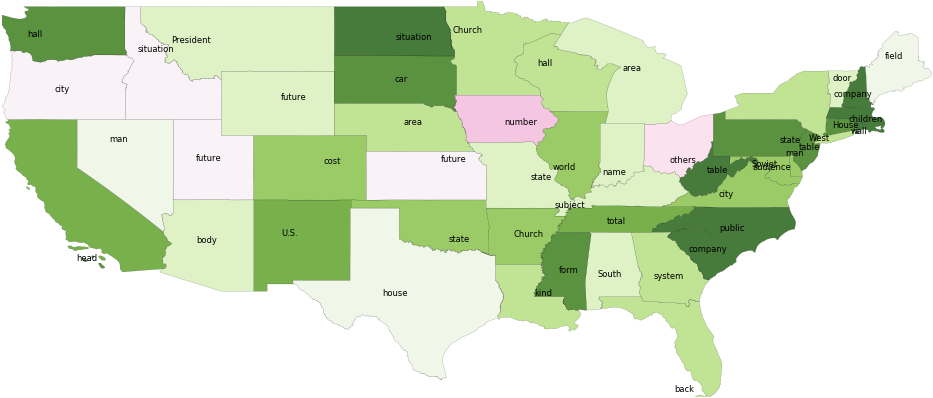 hall
situation
President
situation
Church
hall
area
field
city
future
car
area
number
door
company
children
House
wall
West
state
table
man
Soviet
audience
man
future
cost
future
state
world
name
others
table
city
subject
body
U.S.
state
Church
total
public
company
head
house
kind
form
South
system
back